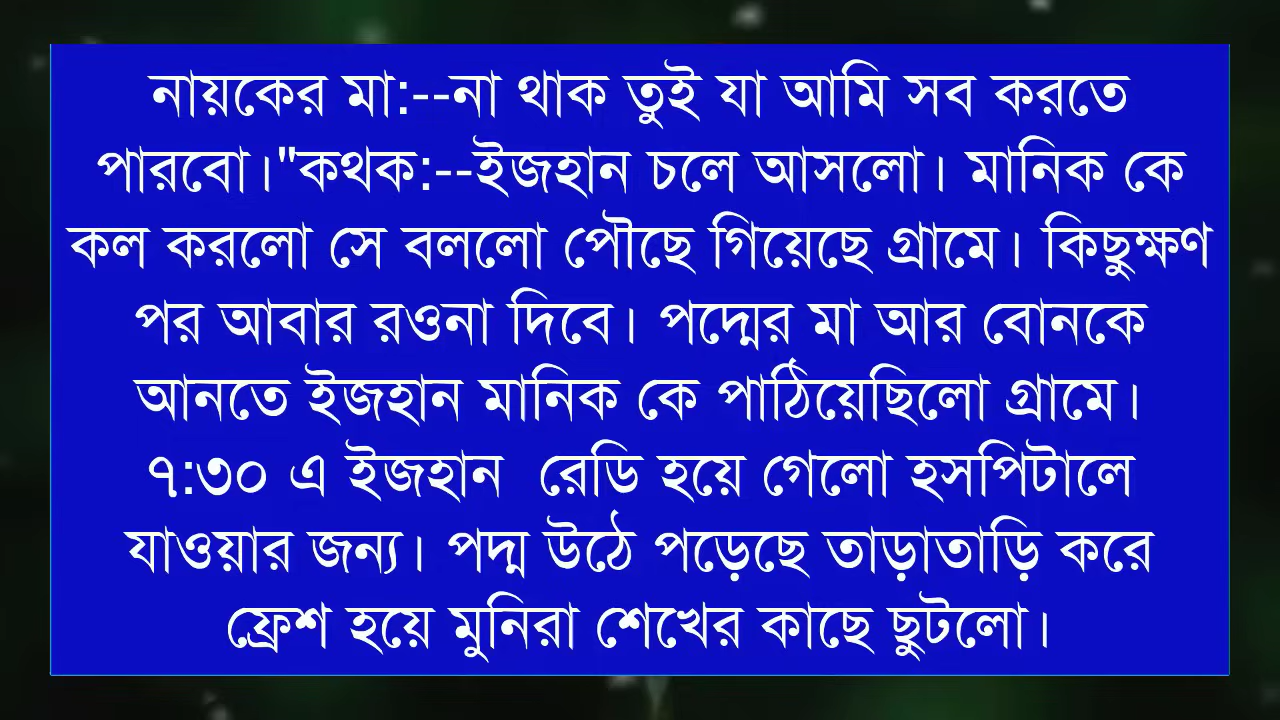 নায়কের মা:--না থাক তুই যা আমি সব করতে
পারবো।"কথক:--ইজহান চলে আসলো। মানিক কে
কল করলো সে বললো পৌছে গিয়েছে গ্রামে। কিছুক্ষণ
পর আবার রওনা দিবে। পদ্মের মা আর বোনকে
আনতে ইজহান মানিক কে পাঠিয়েছিলো গ্রামে।
৭:৩০ এ ইজহান  রেডি হয়ে গেলো হসপিটালে
যাওয়ার জন্য। পদ্ম উঠে পড়েছে তাড়াতাড়ি করে
ফ্রেশ হয়ে মুনিরা শেখের কাছে ছুটলো।